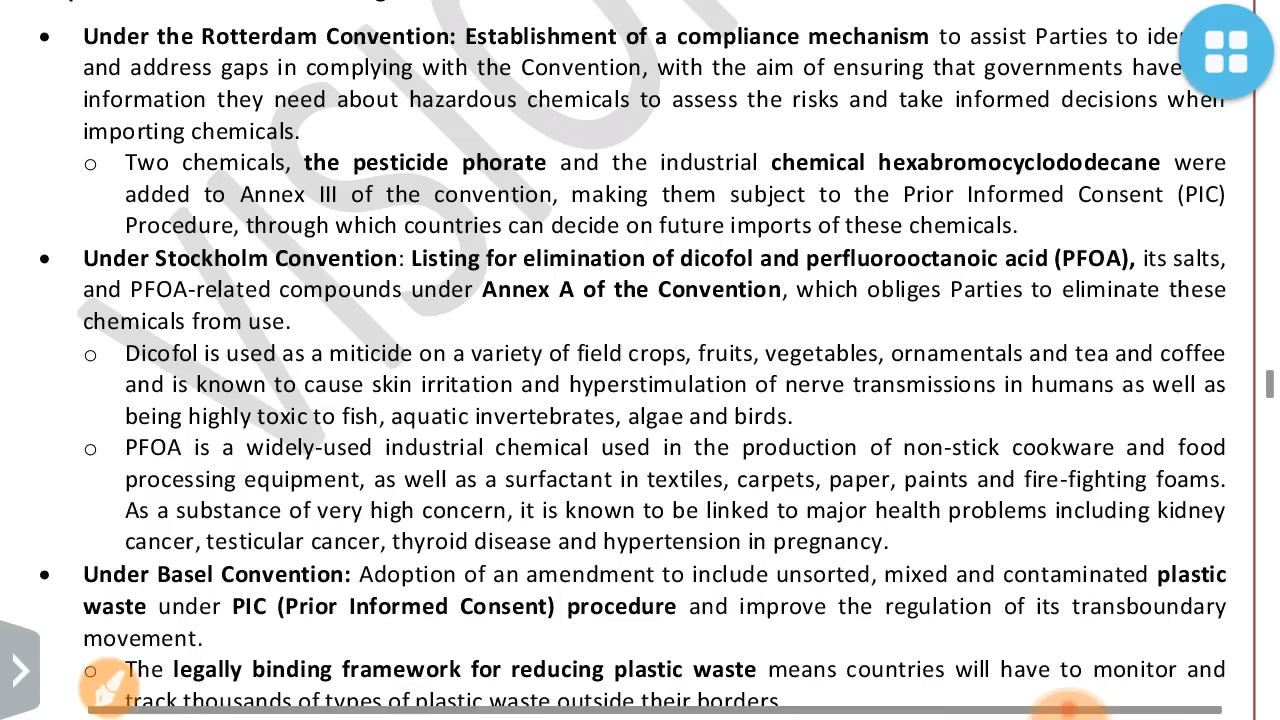 • Under the Rotterdam Convention: Establishment of a compliance mechanism to assist Parties to
and address gaps in complying with the Convention, with the aim of ensuring that governments have
information they need about hazardous chemicals to assess the risks and take informed decisions when
importing chemicals.
o Two chemicals, the pesticide phorate and the industrial chemical hexabromocyclododecane were
added to Annex III of the convention, making them subject to the Prior Informed Consent (PIC)
Procedure, through which countries can decide on future imports of these chemicals.
• Under Stockholm Convention: Listing for elimination of dicofol and perfluorooctanoic acid (PFOA), its salts,
and PFOA-related compounds under Annex A of the Convention, which obliges Parties to eliminate these
chemicals from use.
o Dicofol is used as a miticide on a variety of field crops, fruits, vegetables, ornamentals and tea and coffee
and is known to cause skin irritation and hyperstimulation of nerve transmissions in humans as well as
being highly toxic to fish, aquatic invertebrates, algae and birds.
o PFOA is a widely-used industrial chemical used in the production of non-stick cookware and food
processing equipment, as well as a surfactant in textiles, carpets, paper, paints and fire-fighting foams.
As a substance of very high concern, it is known to be linked to major health problems including kidney
cancer, testicular cancer, thyroid disease and hypertension in pregnancy.
• Under Basel Convention: Adoption of an amendment to include unsorted, mixed and contaminated plastic
waste under PIC (Prior Informed Consent) procedure and improve the regulation of its transboundary
movement.
o The legally binding framework for reducing plastic waste means countries will have to monitor and
track thousands of types of plastic waste outside their borders.
VISION